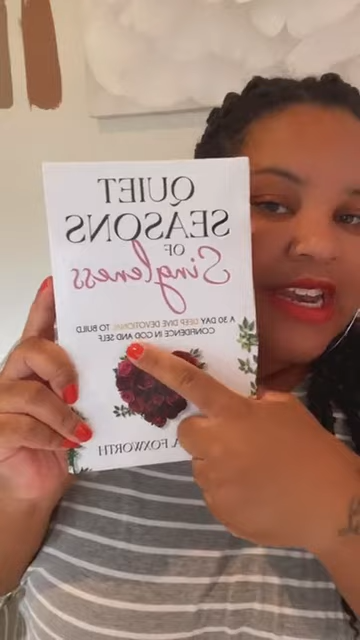 QUIET
SEASONS
OF
Singleness
A 30 DAY DEEP DIVE DEVOTIONAL TO BUILD
CONFIDENCE IN GOD AND SELF
A FOXWORTH